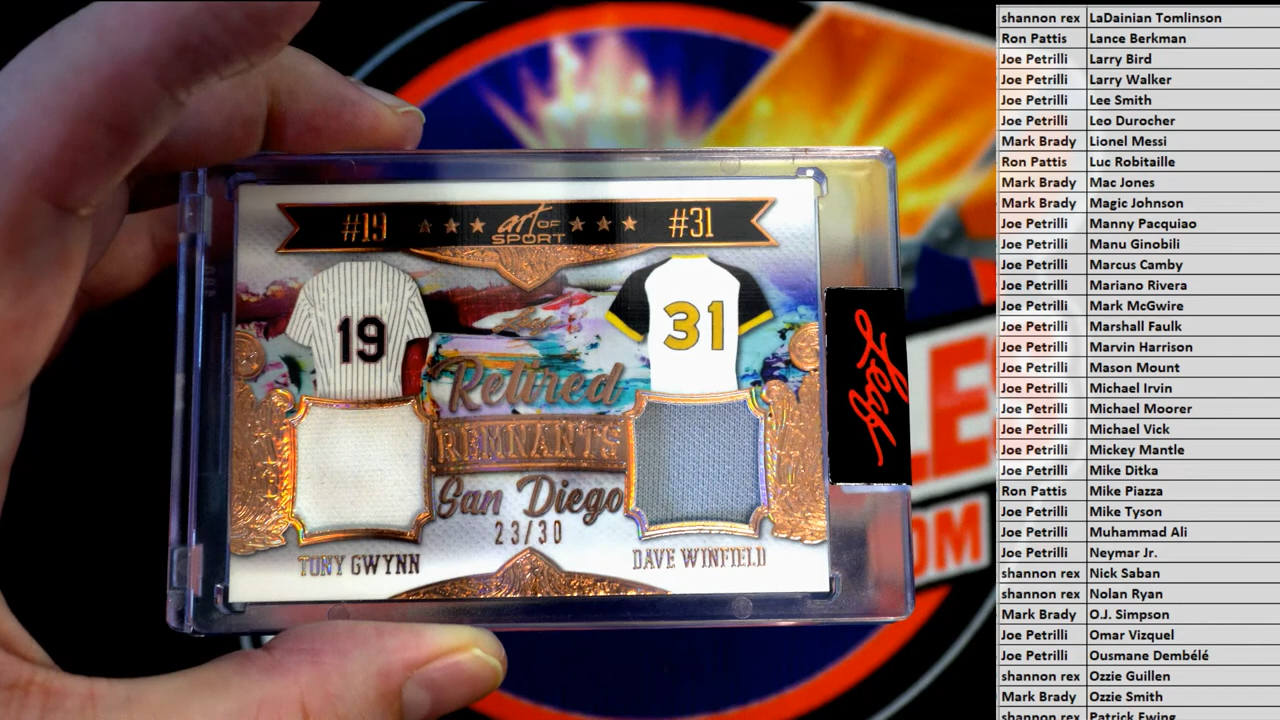 #19 art OF SPORT #31
19
31
Leaf
Retired
REMNANTS
San Diego
23/30
TONY GWYNN
DAVE WINFIELD
Leaf
LE
OM
shannon rex LaDainian Tomlinson
Ron Pattis Lance Berkman
Joe Petrilli Larry Bird
Joe Petrilli Larry Walker
Joe Petrilli Lee Smith
Joe Petrilli Leo Durocher
Mark Brady Lionel Messi
Ron Pattis Luc Robitaille
Mark Brady Mac Jones
Mark Brady Magic Johnson
Joe Petrilli Manny Pacquiao
Joe Petrilli Manu Ginobili
Joe Petrilli Marcus Camby
Joe Petrilli Mariano Rivera
Joe Petrilli Mark McGwire
Joe Petrilli Marshall Faulk
Joe Petrilli Marvin Harrison
Joe Petrilli Mason Mount
Joe Petrilli Michael Irvin
Joe Petrilli Michael Moorer
Joe Petrilli Michael Vick
Joe Petrilli Mickey Mantle
Joe Petrilli Mike Ditka
Ron Pattis Mike Piazza
Joe Petrilli Mike Tyson
Joe Petrilli Muhammad Ali
Joe Petrilli Neymar Jr.
shannon rex Nick Saban
shannon rex Nolan Ryan
Mark Brady O.J. Simpson
Joe Petrilli Omar Vizquel
Joe Petrilli Ousmane Dembélé
shannon rex Ozzie Guillen
Mark Brady Ozzie Smith
shannon rex Patrick Ewing